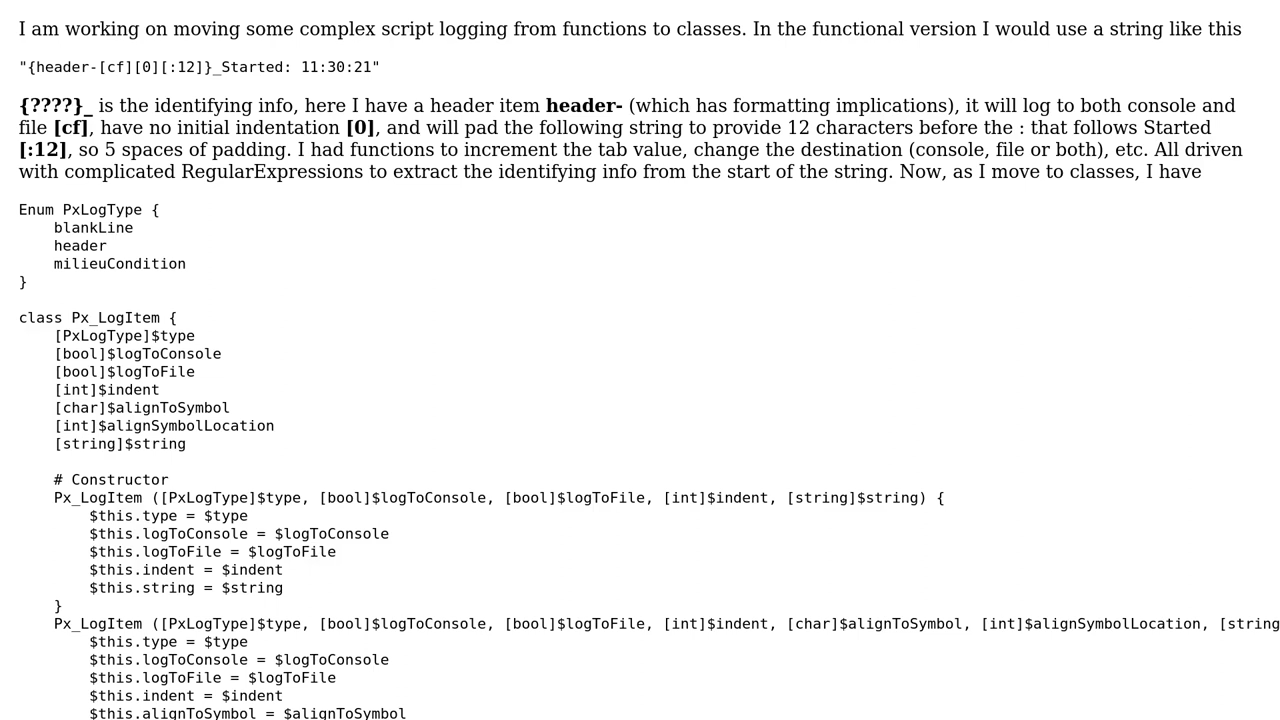 I am working on moving some complex script logging from functions to classes. In the functional version I would use a string like this
"{header-[cf][0][:12]}_Started: 11:30:21"
{????}_ is the identifying info, here I have a header item header- (which has formatting implications), it will log to both console and
file [cf], have no initial indentation [0], and will pad the following string to provide 12 characters before the : that follows Started
[:12], so 5 spaces of padding. I had functions to increment the tab value, change the destination (console, file or both), etc. All driven
with complicated RegularExpressions to extract the identifying info from the start of the string. Now, as I move to classes, I have
Enum PxLogType {
    blankLine
    header
    milieuCondition
}
class Px_LogItem {
    [PxLogType]$type
    [bool]$logToConsole
    [bool]$logToFile
    [int]$indent
    [char]$alignToSymbol
    [int]$alignSymbolLocation
    [string]$string
    # Constructor
    Px_LogItem ([PxLogType]$type, [bool]$logToConsole, [bool]$logToFile, [int]$indent, [string]$string) {
        $this.type = $type
        $this.logToConsole = $logToConsole
        $this.logToFile = $logToFile
        $this.indent = $indent
        $this.string = $string
    }
    Px_LogItem ([PxLogType]$type, [bool]$logToConsole, [bool]$logToFile, [int]$indent, [char]$alignToSymbol, [int]$alignSymbolLocation, [string
        $this.type = $type
        $this.logToConsole = $logToConsole
        $this.logToFile = $logToFile
        $this.indent = $indent
        $this.alignToSymbol = $alignToSymbol